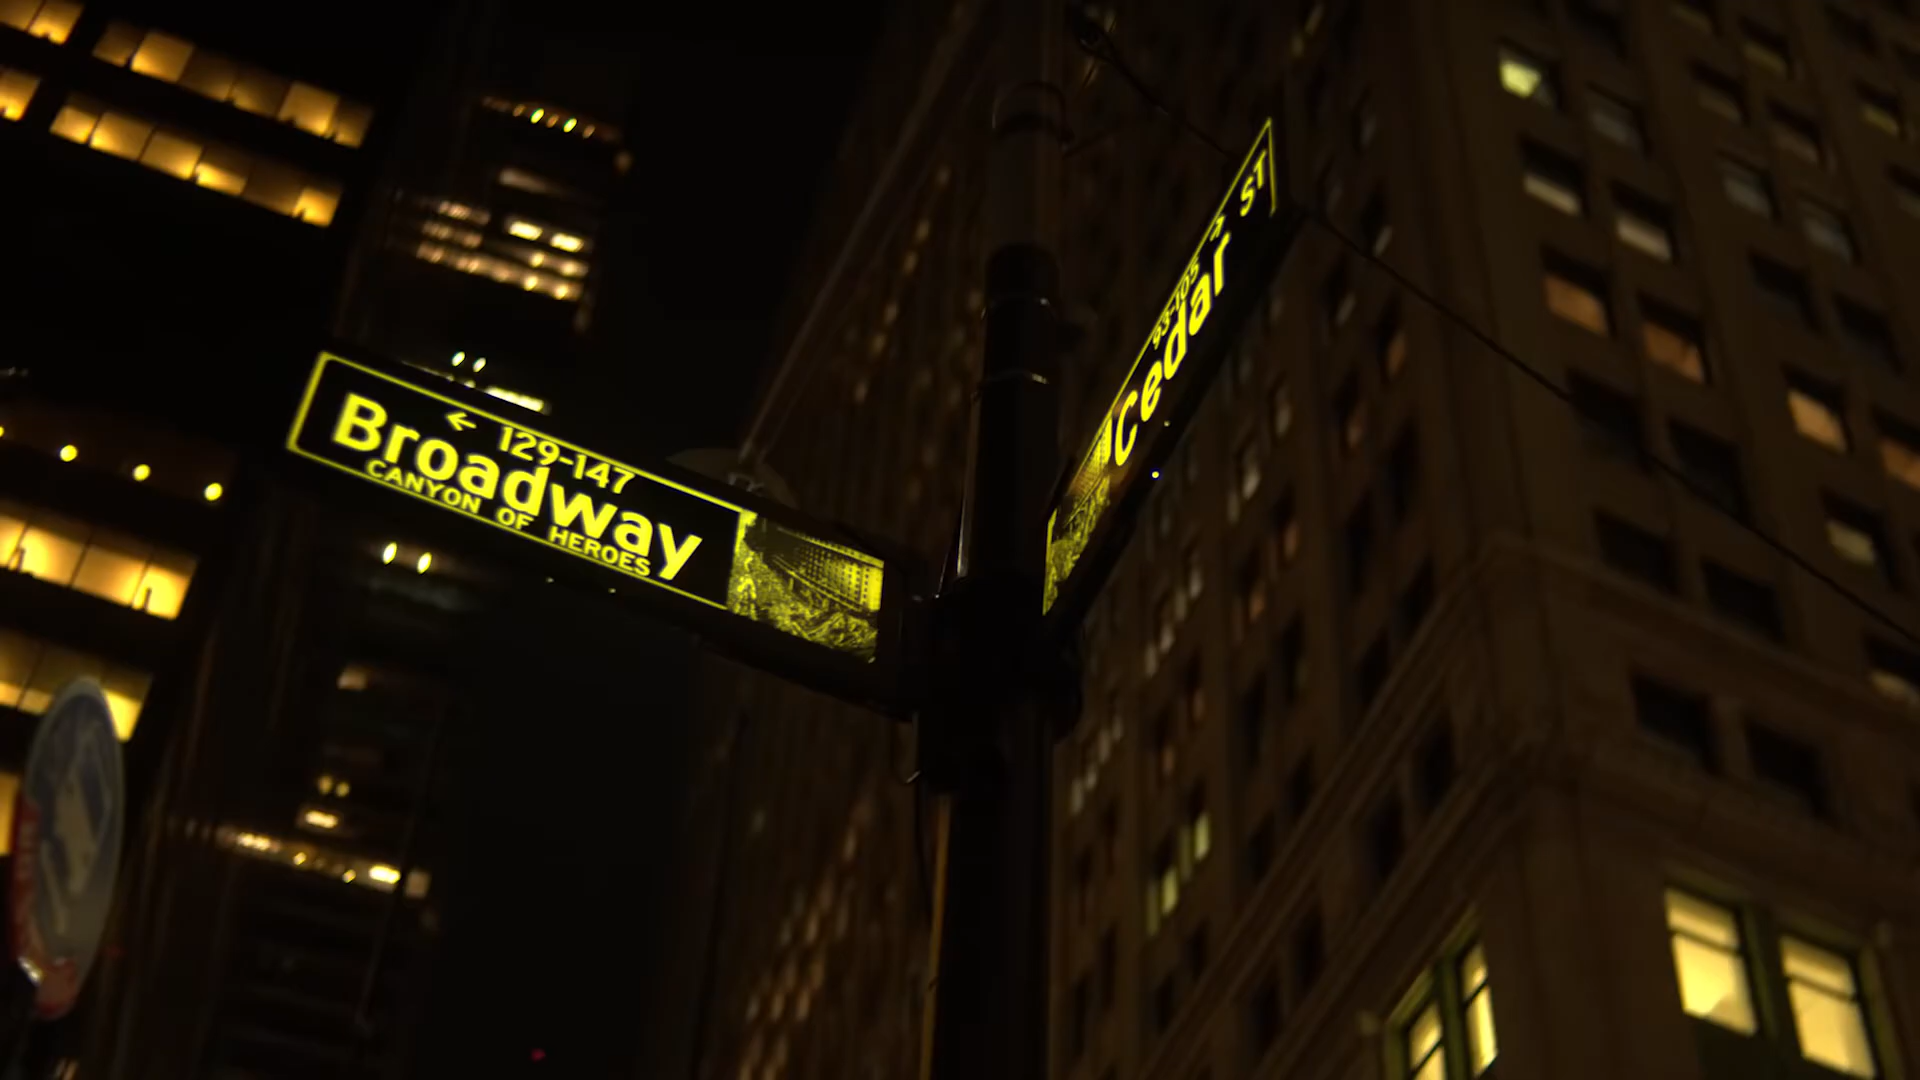 ← 129-147
Broadway
CANYON OF HEROES
93-105 →
Cedar ST